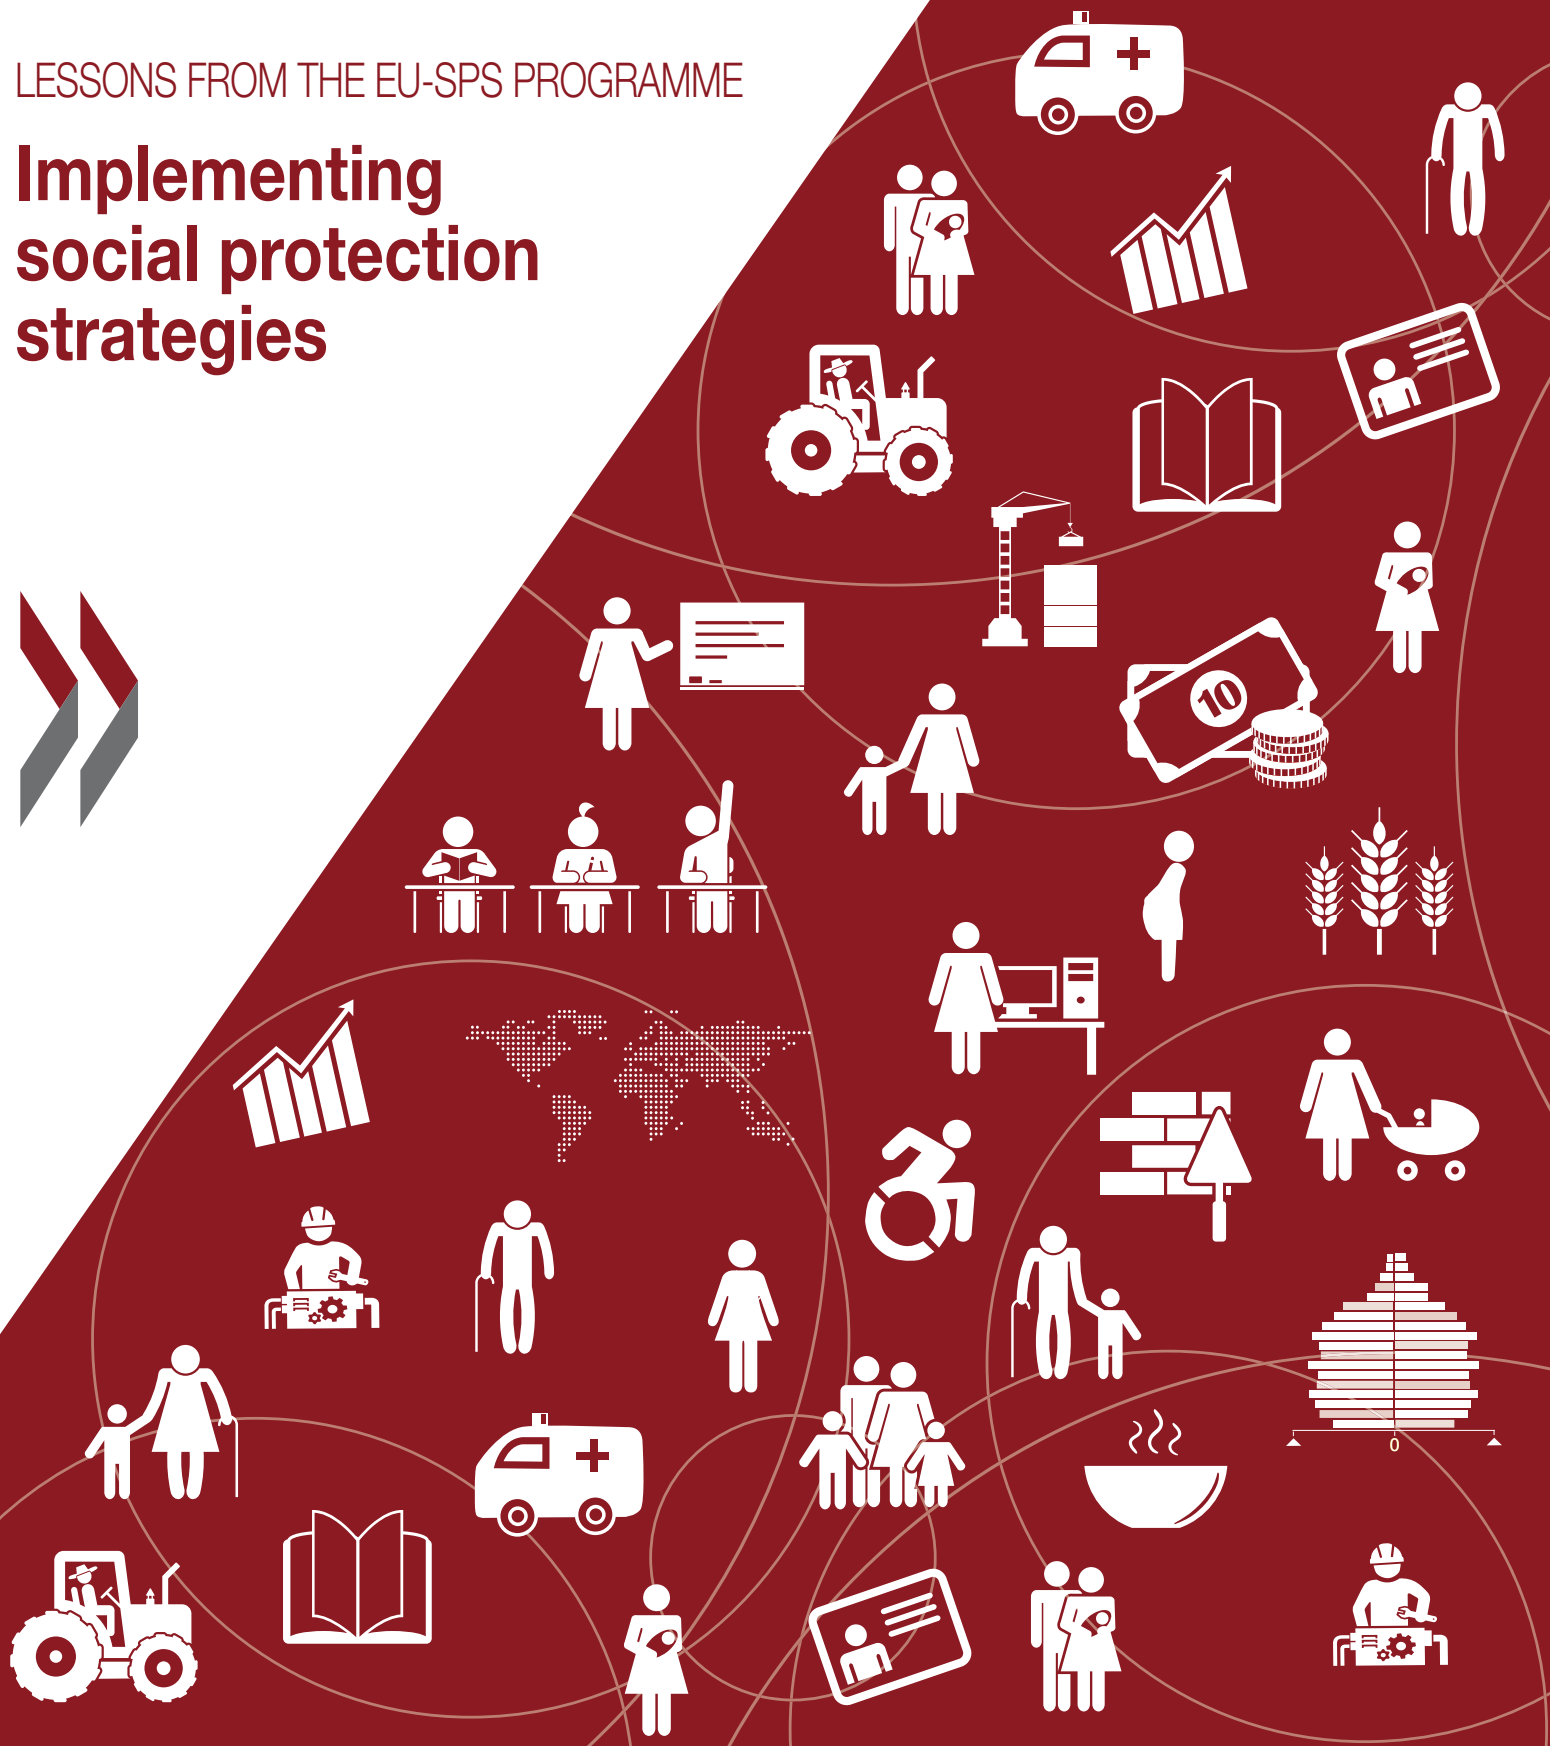 LESSONS FROM THE EU-SPS PROGRAMME
Implementing
social protection
strategies
10
0